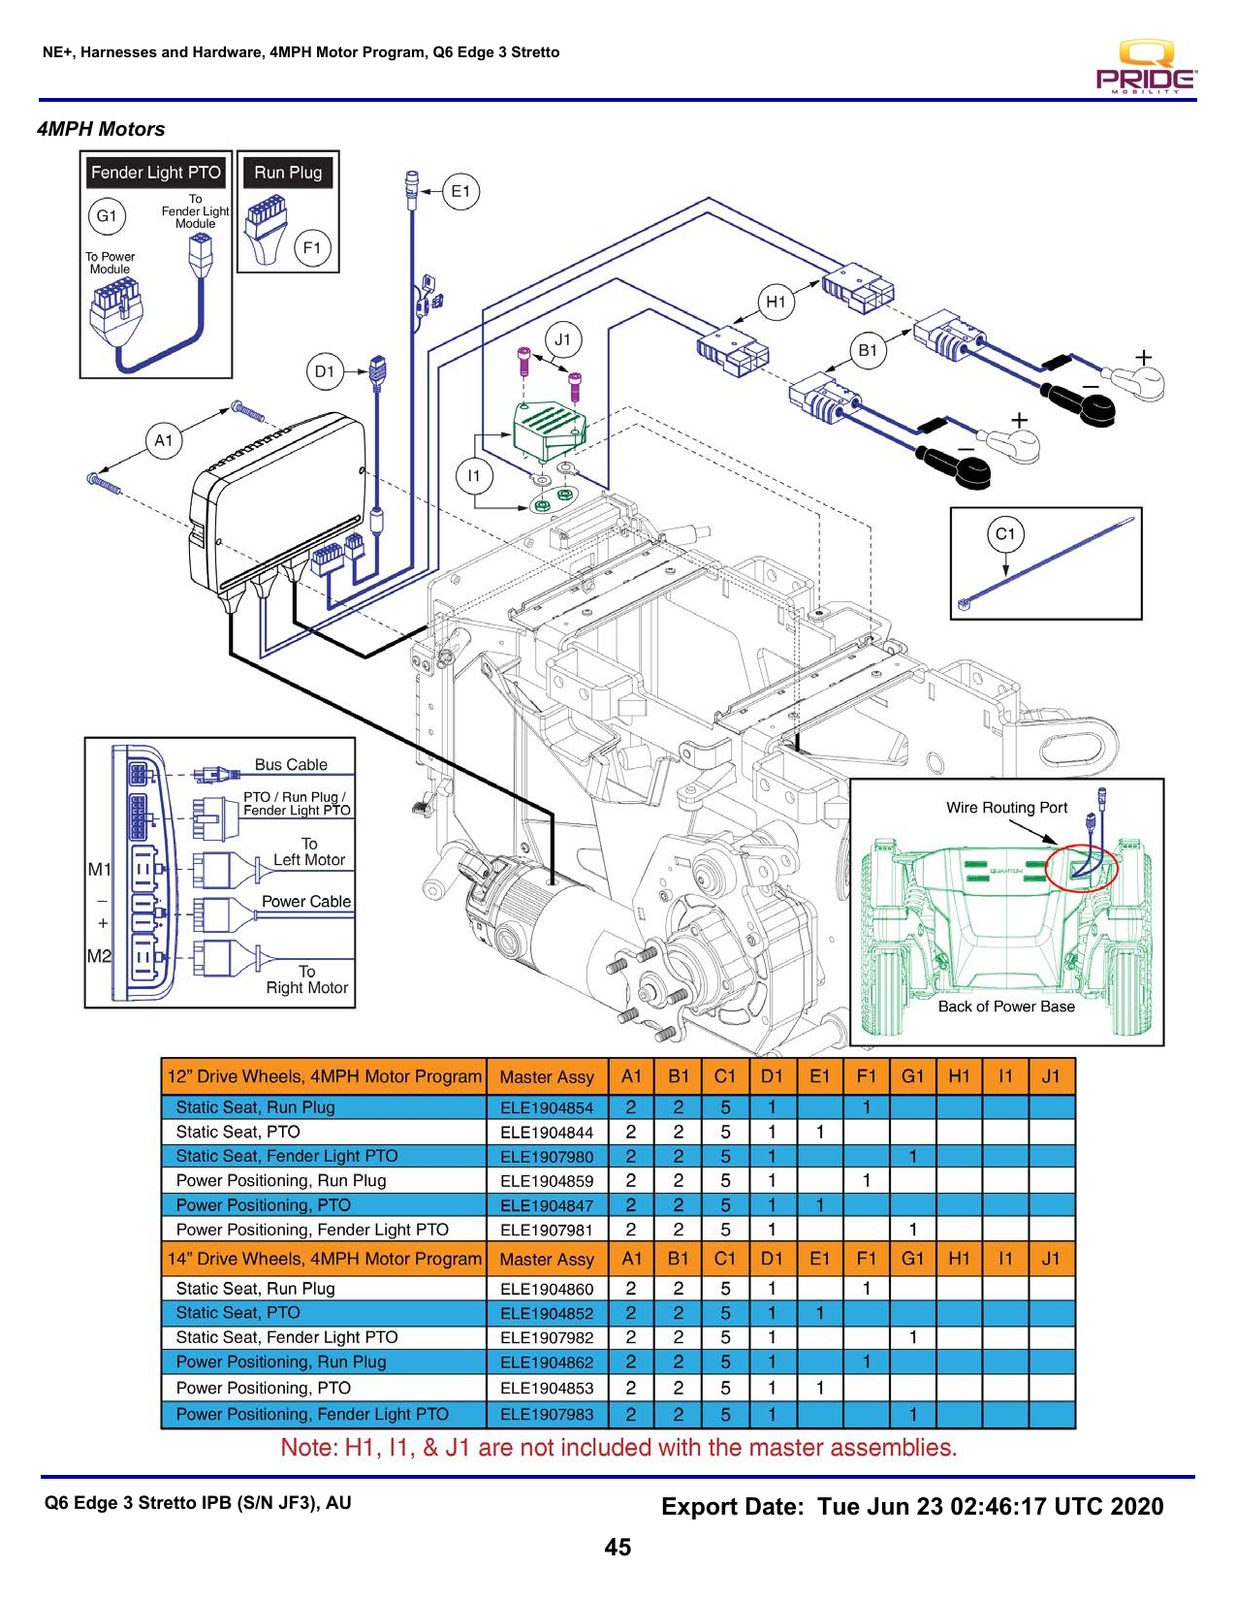 NE+, Harnesses and Hardware, 4MPH Motor Program, Q6 Edge 3 Stretto
PRIDE
MOBILITY
4MPH Motors
Fender Light PTO
G1
To
Fender Light
Module
To Power
Module
Run Plug
F1
E1
H1
B1
J1
D1
A1
I1
+
−
+
−
C1
Bus Cable
PTO / Run Plug /
Fender Light PTO
To
Left Motor
M1
−
Power Cable
+
M2
To
Right Motor
Wire Routing Port
Back of Power Base
12” Drive Wheels, 4MPH Motor Program Master Assy A1 B1 C1 D1 E1 F1 G1 H1 I1 J1
Static Seat, Run Plug ELE1904854 2 2 5 1 1
Static Seat, PTO ELE1904844 2 2 5 1 1
Static Seat, Fender Light PTO ELE1907980 2 2 5 1 1
Power Positioning, Run Plug ELE1904859 2 2 5 1 1
Power Positioning, PTO ELE1904847 2 2 5 1 1
Power Positioning, Fender Light PTO ELE1907981 2 2 5 1 1
14” Drive Wheels, 4MPH Motor Program Master Assy A1 B1 C1 D1 E1 F1 G1 H1 I1 J1
Static Seat, Run Plug ELE1904860 2 2 5 1 1
Static Seat, PTO ELE1904852 2 2 5 1 1
Static Seat, Fender Light PTO ELE1907982 2 2 5 1 1
Power Positioning, Run Plug ELE1904862 2 2 5 1 1
Power Positioning, PTO ELE1904853 2 2 5 1 1
Power Positioning, Fender Light PTO ELE1907983 2 2 5 1 1
Note: H1, I1, & J1 are not included with the master assemblies.
Q6 Edge 3 Stretto IPB (S/N JF3), AU
Export Date: Tue Jun 23 02:46:17 UTC 2020
45